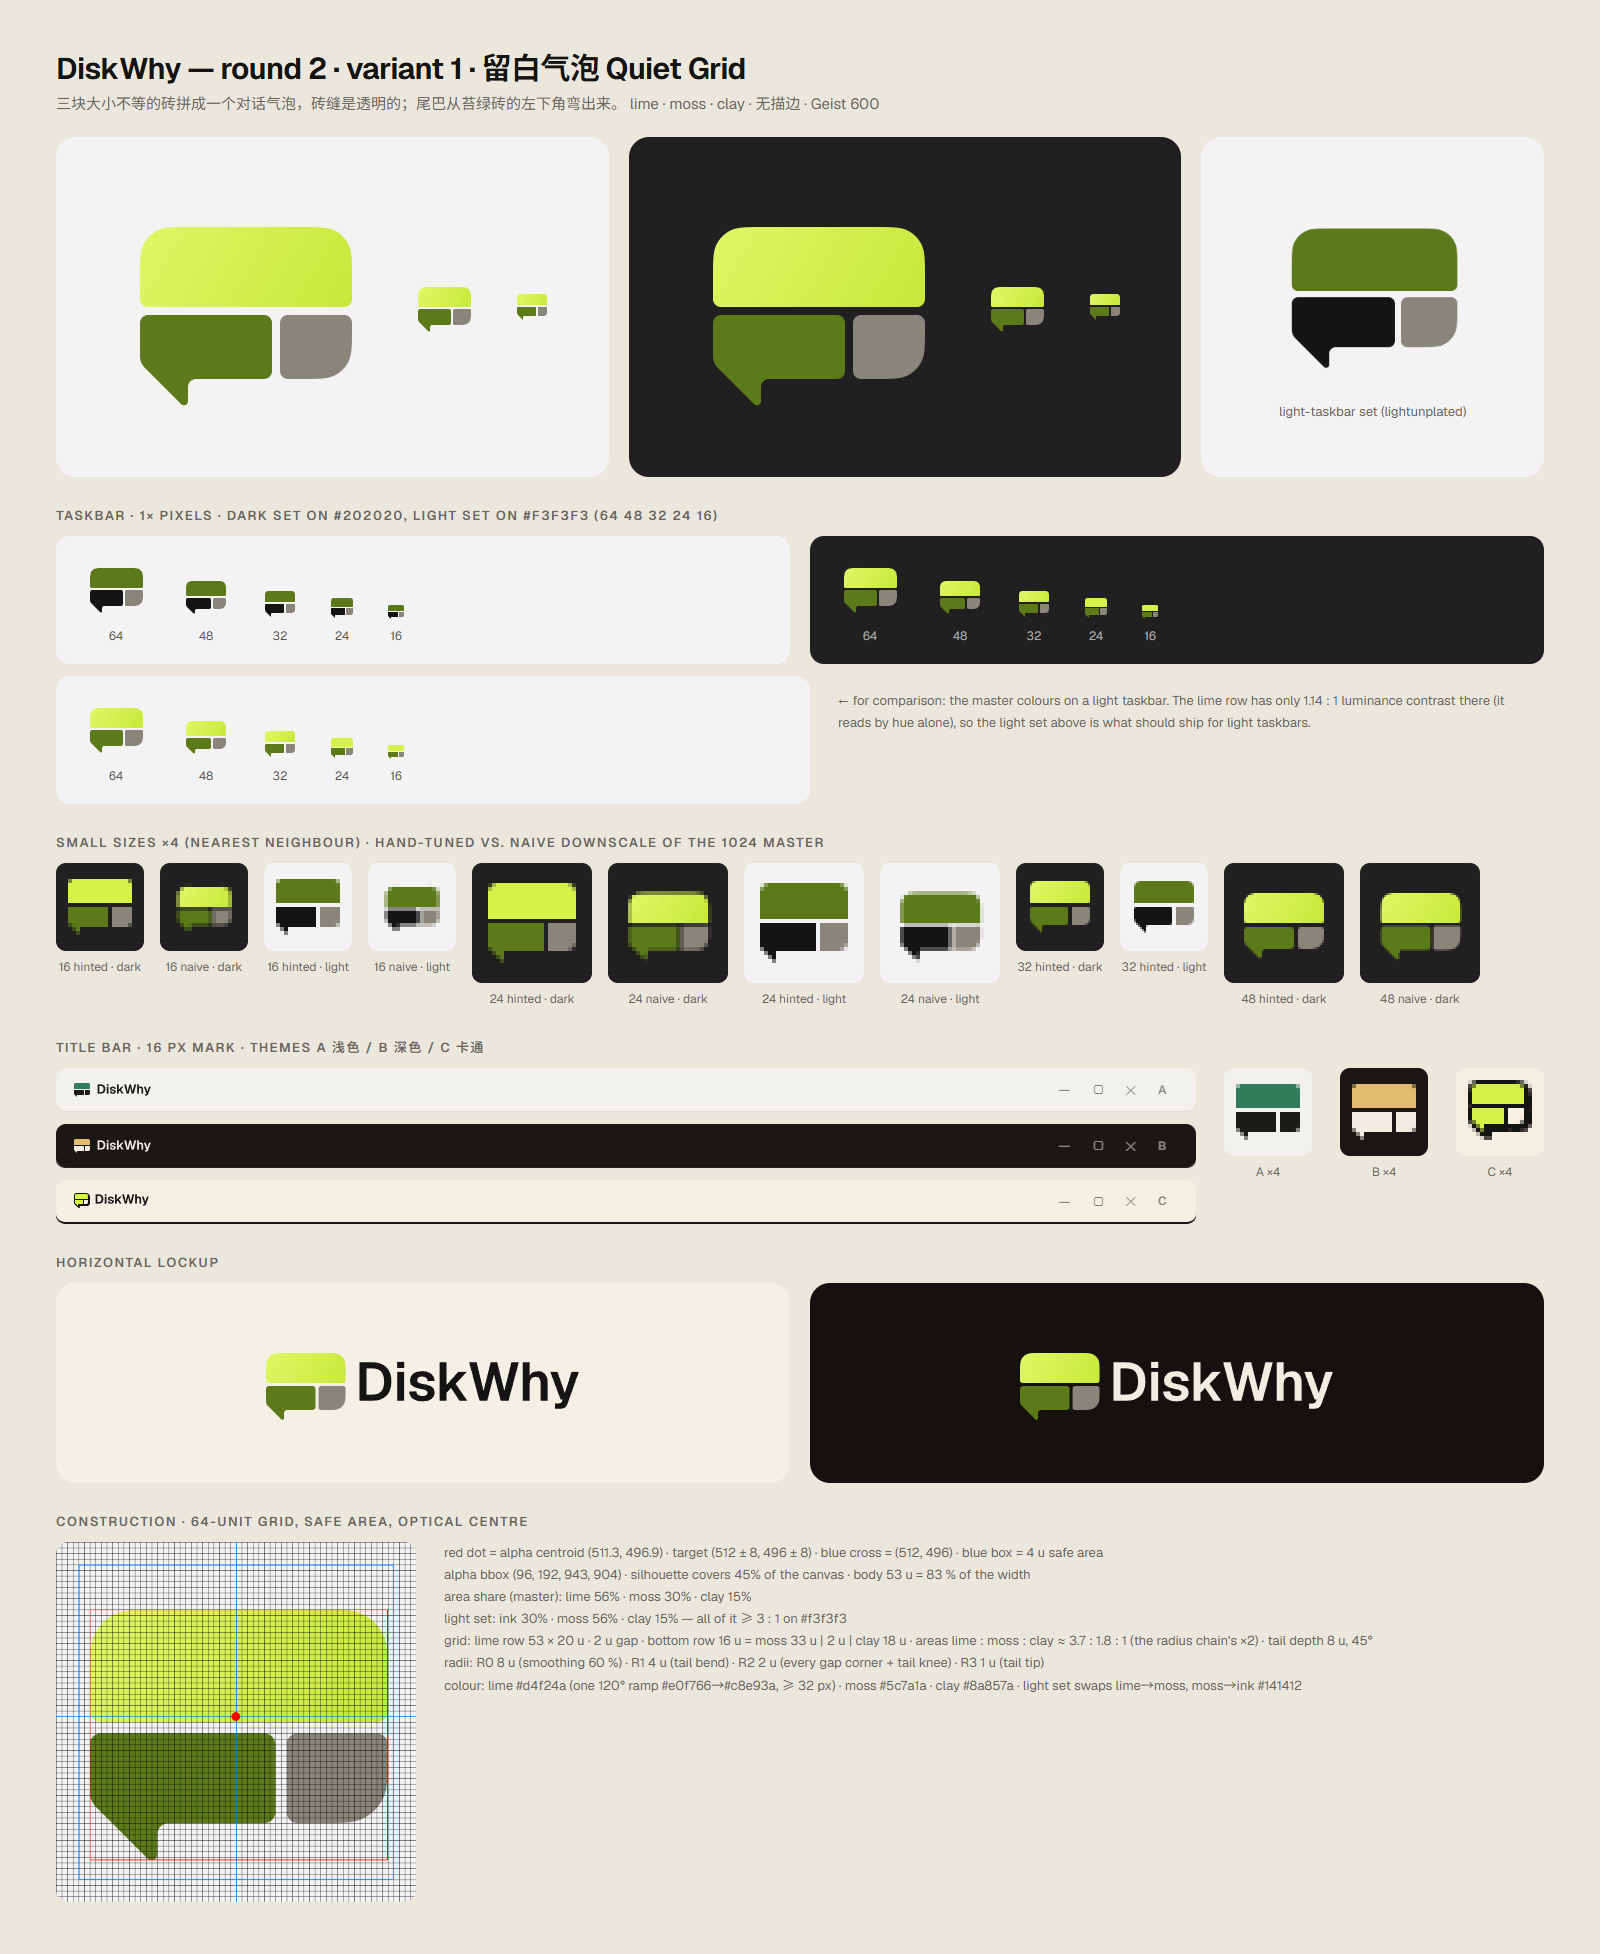 DiskWhy — round 2 · variant 1 · 留白气泡 Quiet Grid
三块大小不等的砖拼成一个对话气泡，砖缝是透明的；尾巴从苔绿砖的左下角弯出来。 lime · moss · clay · 无描边 · Geist 600
light-taskbar set (lightunplated)
TASKBAR · 1× PIXELS · DARK SET ON #202020, LIGHT SET ON #F3F3F3 (64 48 32 24 16)
64 48 32 24 16
64 48 32 24 16
← for comparison: the master colours on a light taskbar. The lime row has only 1.14 : 1 luminance contrast there (it
reads by hue alone), so the light set above is what should ship for light taskbars.
64 48 32 24 16
SMALL SIZES ×4 (NEAREST NEIGHBOUR) · HAND-TUNED VS. NAIVE DOWNSCALE OF THE 1024 MASTER
16 hinted · dark
16 naive · dark
16 hinted · light
16 naive · light
24 hinted · dark
24 naive · dark
24 hinted · light
24 naive · light
32 hinted · dark
32 hinted · light
48 hinted · dark
48 naive · dark
TITLE BAR · 16 PX MARK · THEMES A 浅色 / B 深色 / C 卡通
DiskWhy A
DiskWhy B
DiskWhy C
A ×4
B ×4
C ×4
HORIZONTAL LOCKUP
DiskWhy
DiskWhy
CONSTRUCTION · 64-UNIT GRID, SAFE AREA, OPTICAL CENTRE
red dot = alpha centroid (511.3, 496.9) · target (512 ± 8, 496 ± 8) · blue cross = (512, 496) · blue box = 4 u safe area
alpha bbox (96, 192, 943, 904) · silhouette covers 45% of the canvas · body 53 u = 83 % of the width
area share (master): lime 56% · moss 30% · clay 15%
light set: ink 30% · moss 56% · clay 15% — all of it ⩾ 3 : 1 on #f3f3f3
grid: lime row 53 × 20 u · 2 u gap · bottom row 16 u = moss 33 u | 2 u | clay 18 u · areas lime : moss : clay ≈ 3.7 : 1.8 : 1 (the radius chain's ×2) · tail depth 8 u, 45°
radii: R0 8 u (smoothing 60 %) · R1 4 u (tail bend) · R2 2 u (every gap corner + tail knee) · R3 1 u (tail tip)
colour: lime #d4f24a (one 120° ramp #e0f766→#c8e93a, ⩾ 32 px) · moss #5c7a1a · clay #8a857a · light set swaps lime→moss, moss→ink #141412